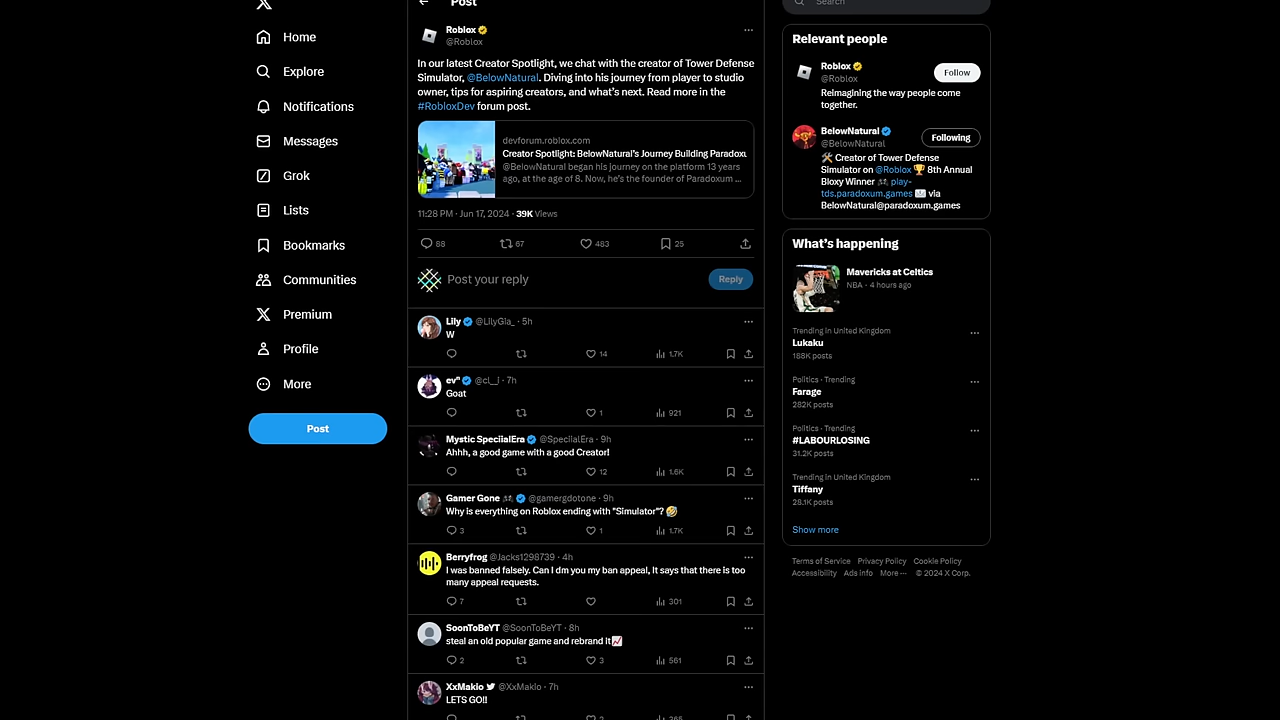 Post
Search
Home
Explore
Notifications
Messages
Grok
Lists
Bookmarks
Communities
Premium
Profile
More
Post
Roblox
@Roblox
In our latest Creator Spotlight, we chat with the creator of Tower Defense
Simulator, @BelowNatural. Diving into his journey from player to studio
owner, tips for aspiring creators, and what's next. Read more in the
#RobloxDev forum post.
devforum.roblox.com
Creator Spotlight: BelowNatural's Journey Building Paradoxu
@BelowNatural began his journey on the platform 13 years
ago, at the age of 8. Now, he's the founder of Paradoxum ...
11:28 PM · Jun 17, 2024 · 39K Views
88 67 483 25
Post your reply
Reply
Lily @LilyGia_ · 5h
W
14 1.7K
evⁿ @ci__i · 7h
Goat
1 921
Mystic SpeciialEra @SpeciialEra · 9h
Ahhh, a good game with a good Creator!
12 1.6K
Gamer Gone @gamergdotone · 9h
Why is everything on Roblox ending with "Simulator"? 🤣
3 1 1.7K
Berryfrog @Jacks1298739 · 4h
I was banned falsely. Can I dm you my ban appeal, It says that there is too
many appeal requests.
7 301
SoonToBeYT @SoonToBeYT · 8h
steal an old popular game and rebrand it📈
2 3 561
XxMaklo @XxMaklo · 7h
LETS GO!!
Relevant people
Roblox
@Roblox
Follow
Reimagining the way people come
together.
BelowNatural
@BelowNatural
Following
🛠️ Creator of Tower Defense
Simulator on @Roblox 🏆 8th Annual
Bloxy Winner 🎮 play-
tds.paradoxum.games 📨 via
BelowNatural@paradoxum.games
What's happening
Mavericks at Celtics
NBA · 4 hours ago
Trending in United Kingdom
Lukaku
188K posts
Politics · Trending
Farage
282K posts
Politics · Trending
#LABOURLOSING
31.2K posts
Trending in United Kingdom
Tiffany
28.1K posts
Show more
Terms of Service Privacy Policy Cookie Policy
Accessibility Ads info More ··· © 2024 X Corp.